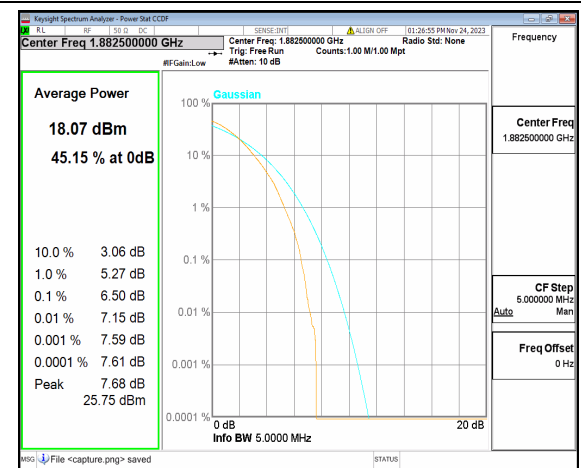 Keysight Spectrum Analyzer - Power Stat CCDF
RL RF 50 Ω DC SENSE:INT ALIGN OFF 01:26:55 PM Nov 24, 2023
Center Freq 1.882500000 GHz
Center Freq: 1.882500000 GHz Radio Std: None
Trig: Free Run Counts:1.00 M/1.00 Mpt
#IFGain:Low #Atten: 10 dB
Frequency
Average Power
18.07 dBm
45.15 % at 0dB
10.0 % 3.06 dB
1.0 % 5.27 dB
0.1 % 6.50 dB
0.01 % 7.15 dB
0.001 % 7.59 dB
0.0001 % 7.61 dB
Peak 7.68 dB
25.75 dBm
Gaussian
100 %
10 %
1 %
0.1 %
0.01 %
0.001 %
0.0001 %
0 dB 20 dB
Info BW 5.0000 MHz
Center Freq
1.882500000 GHz
CF Step
5.000000 MHz
Auto Man
Freq Offset
0 Hz
MSG File <capture.png> saved STATUS